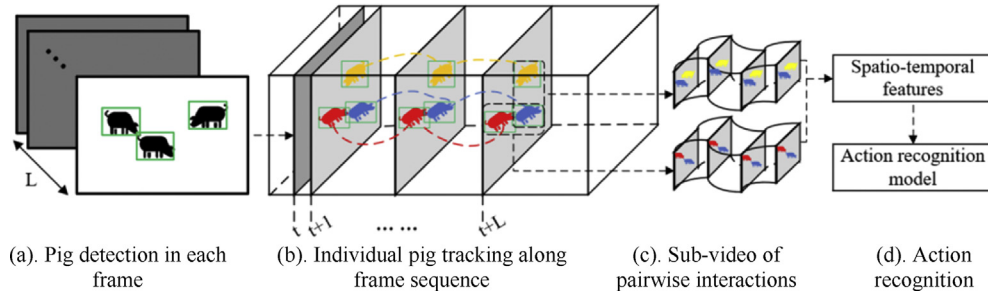 L
t
t+1
... ...
t+L
Spatio-temporal
features
Action recognition
model
(a). Pig detection in each
frame
(b). Individual pig tracking along
frame sequence
(c). Sub-video of
pairwise interactions
(d). Action
recognition